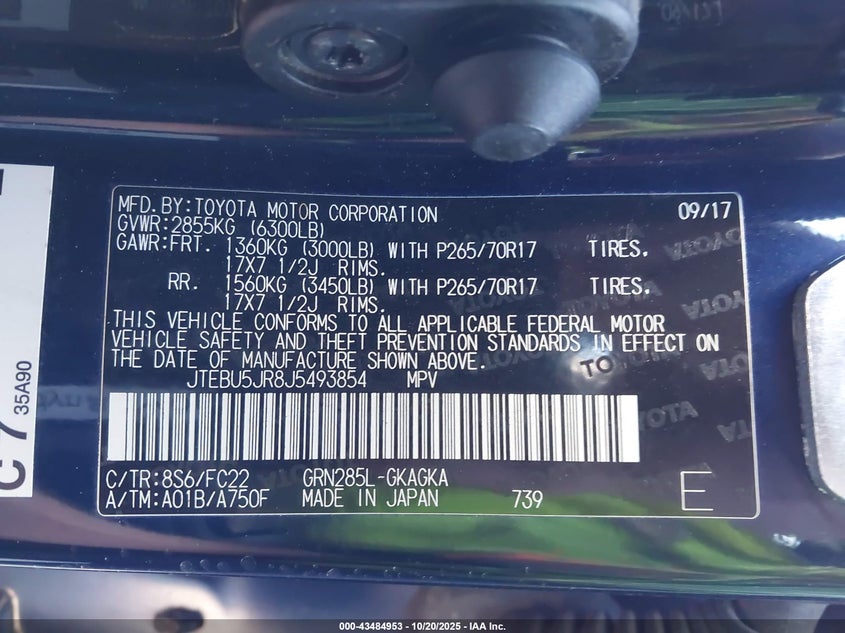 MFD.BY:TOYOTA MOTOR CORPORATION 09/17
GVWR:2855KG (6300LB)
GAWR:FRT. 1360KG (3000LB) WITH P265/70R17 TIRES.
17X7 1/2J RIMS.
RR. 1560KG (3450LB) WITH P265/70R17 TIRES.
17X7 1/2J RIMS.
THIS VEHICLE CONFORMS TO ALL APPLICABLE FEDERAL MOTOR
VEHICLE SAFETY AND THEFT PREVENTION STANDARDS IN EFFECT ON
THE DATE OF MANUFACTURE SHOWN ABOVE.
JTEBU5JR8J5493854 MPV
C/TR:8S6/FC22 GRN285L-GKAGKA
A/TM:A01B/A750F MADE IN JAPAN 739 E
C 7
35A90
TOYOTA
TOYOTA
TOYOTA
000-43484953 - 10/20/2025 - IAA Inc.